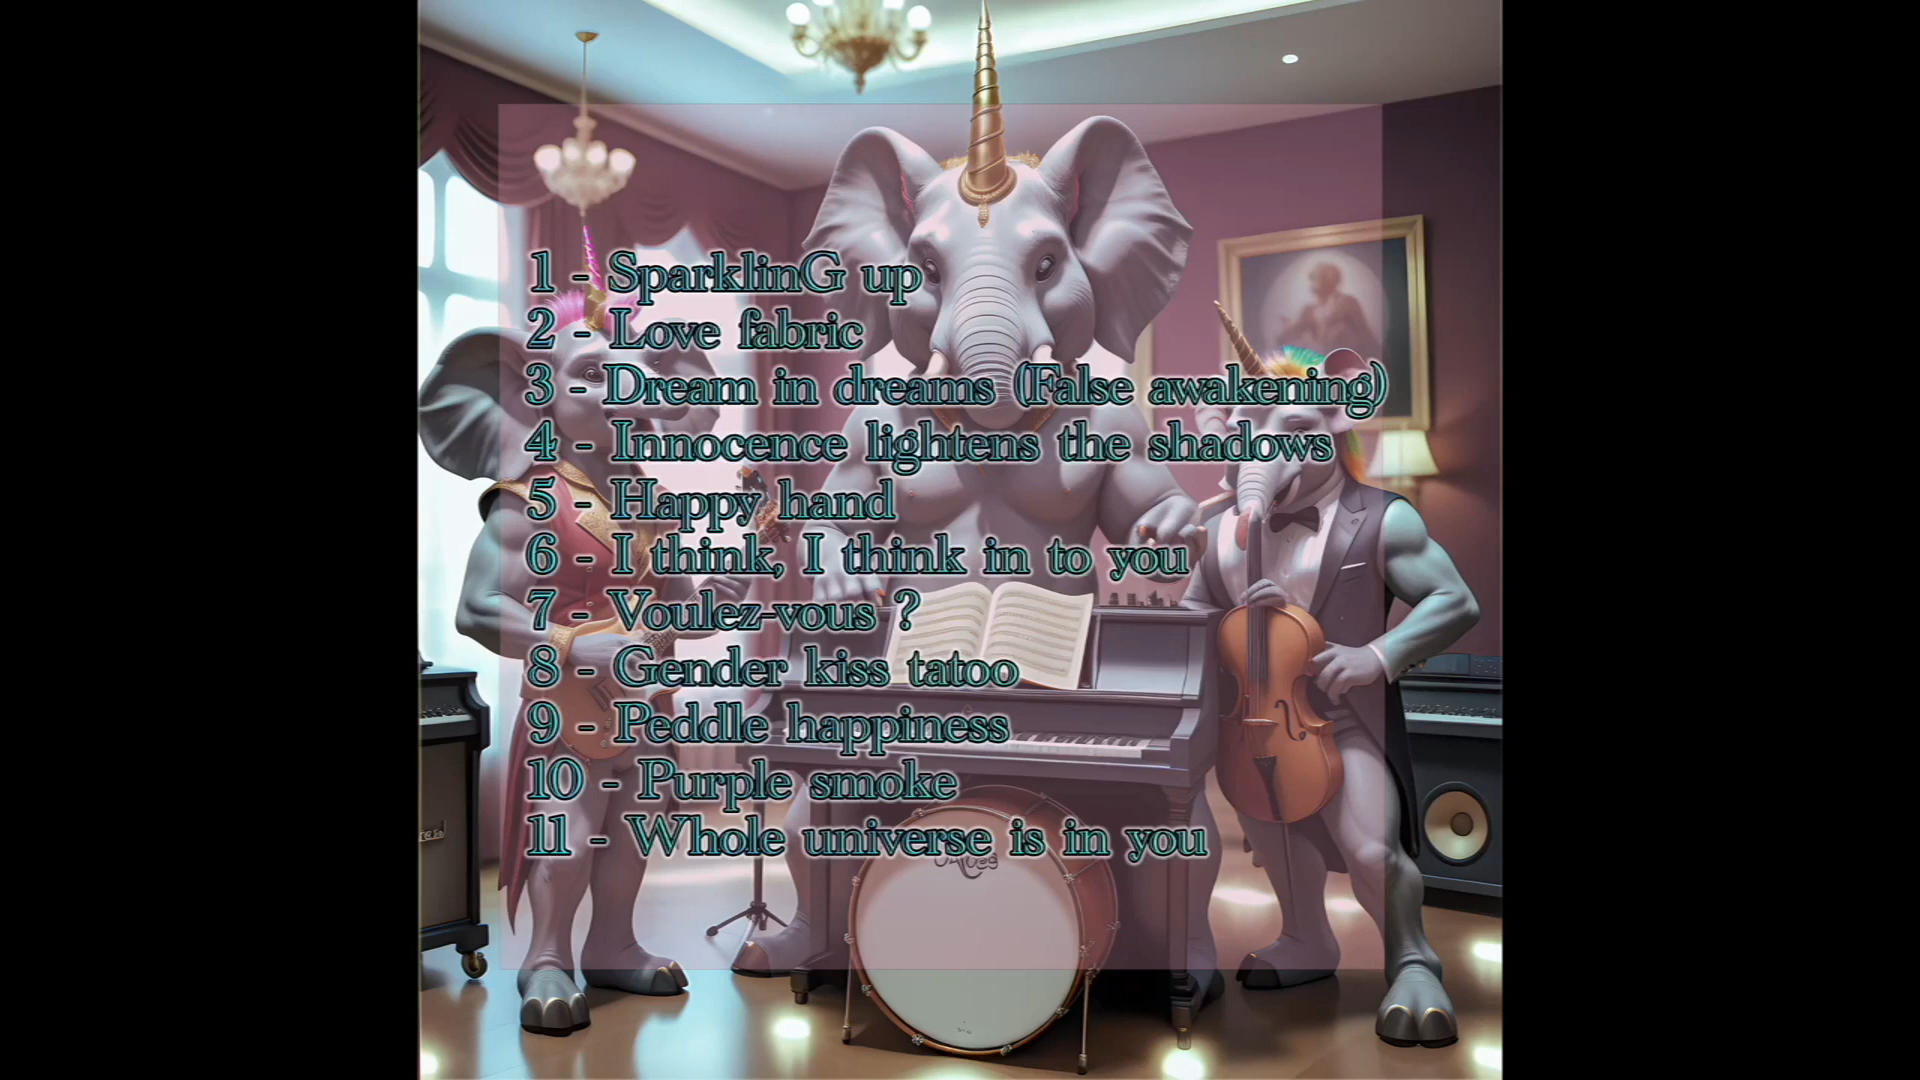 1 - SparklinG up
2 - Love fabric
3 - Dream in dreams (False awakening)
4 - Innocence lightens the shadows
5 - Happy hand
6 - I think, I think in to you
7 - Voulez-vous ?
8 - Gender kiss tatoo
9 - Peddle happiness
10 - Purple smoke
11 - Whole universe is in you